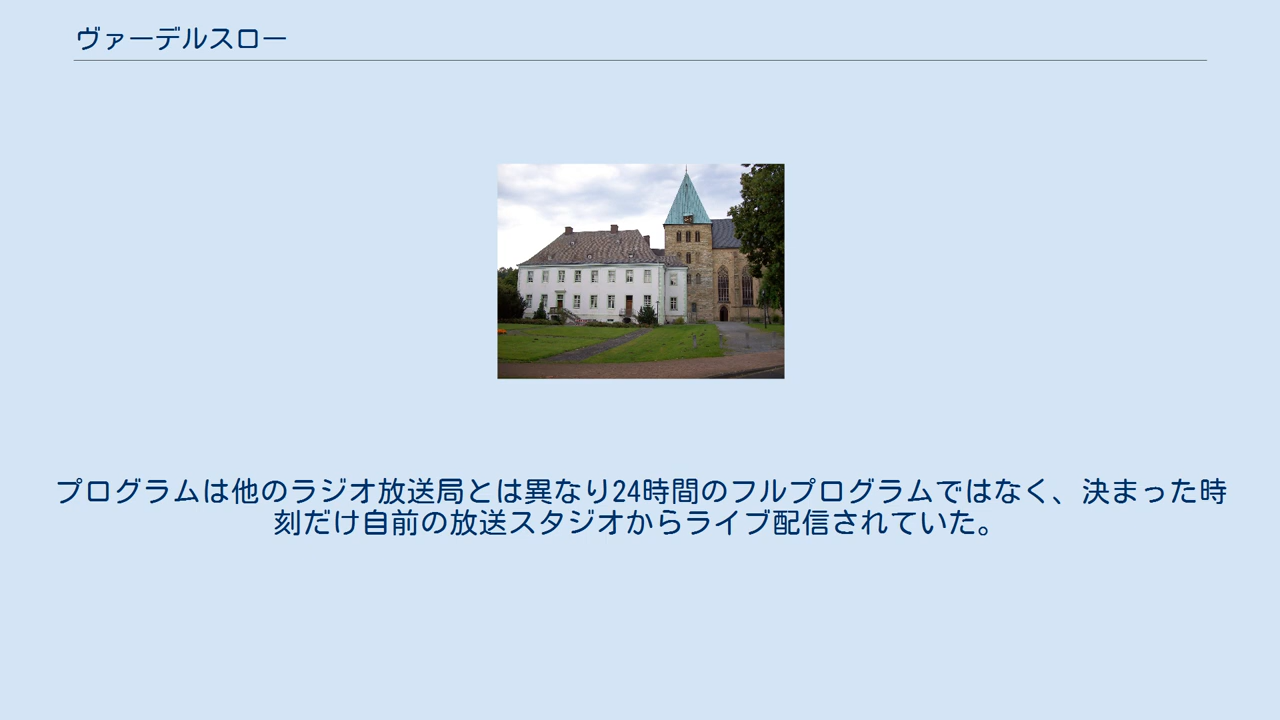 ヴァーデルスロー
プログラムは他のラジオ放送局とは異なり24時間のフルプログラムではなく、決まった時
刻だけ自前の放送スタジオからライブ配信されていた。